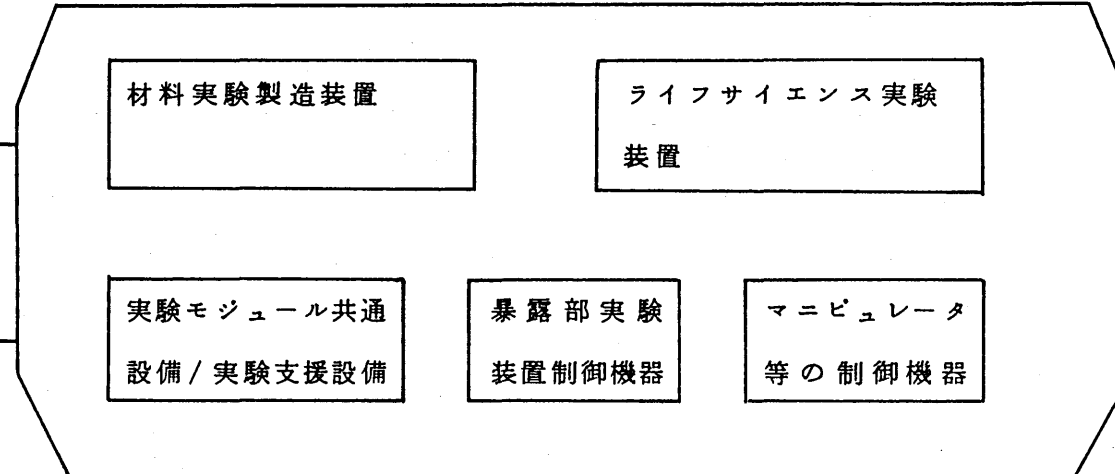 材料実験製造装置
ライフサイエンス実験
装置
実験モジュール共通
設備/実験支援設備
暴露部実験
装置制御機器
マニピュレータ
等の制御機器